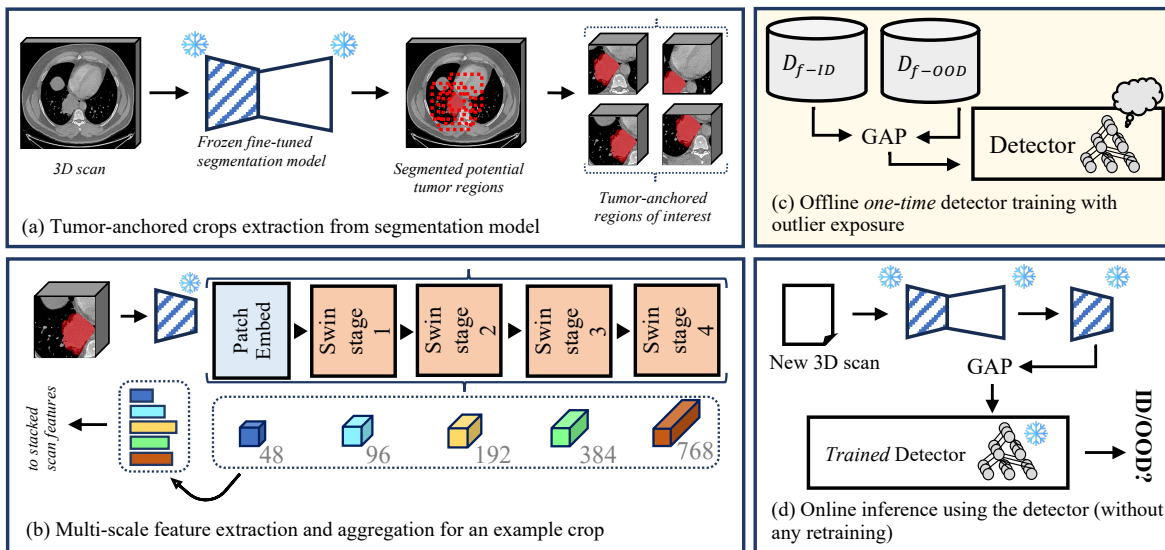 3D scan
Frozen fine-tuned
segmentation model
Segmented potential
tumor regions
Tumor-anchored
regions of interest
(a) Tumor-anchored crops extraction from segmentation model
Patch
Embed
Swin
stage
1
Swin
stage
2
Swin
stage
3
Swin
stage
4
to stacked
scan features
48
96
192
384
768
(b) Multi-scale feature extraction and aggregation for an example crop
D_{f-ID}
D_{f-OOD}
GAP
Detector
(c) Offline one-time detector training with
outlier exposure
New 3D scan
GAP
Trained Detector
ID/OOD?
(d) Online inference using the detector (without
any retraining)